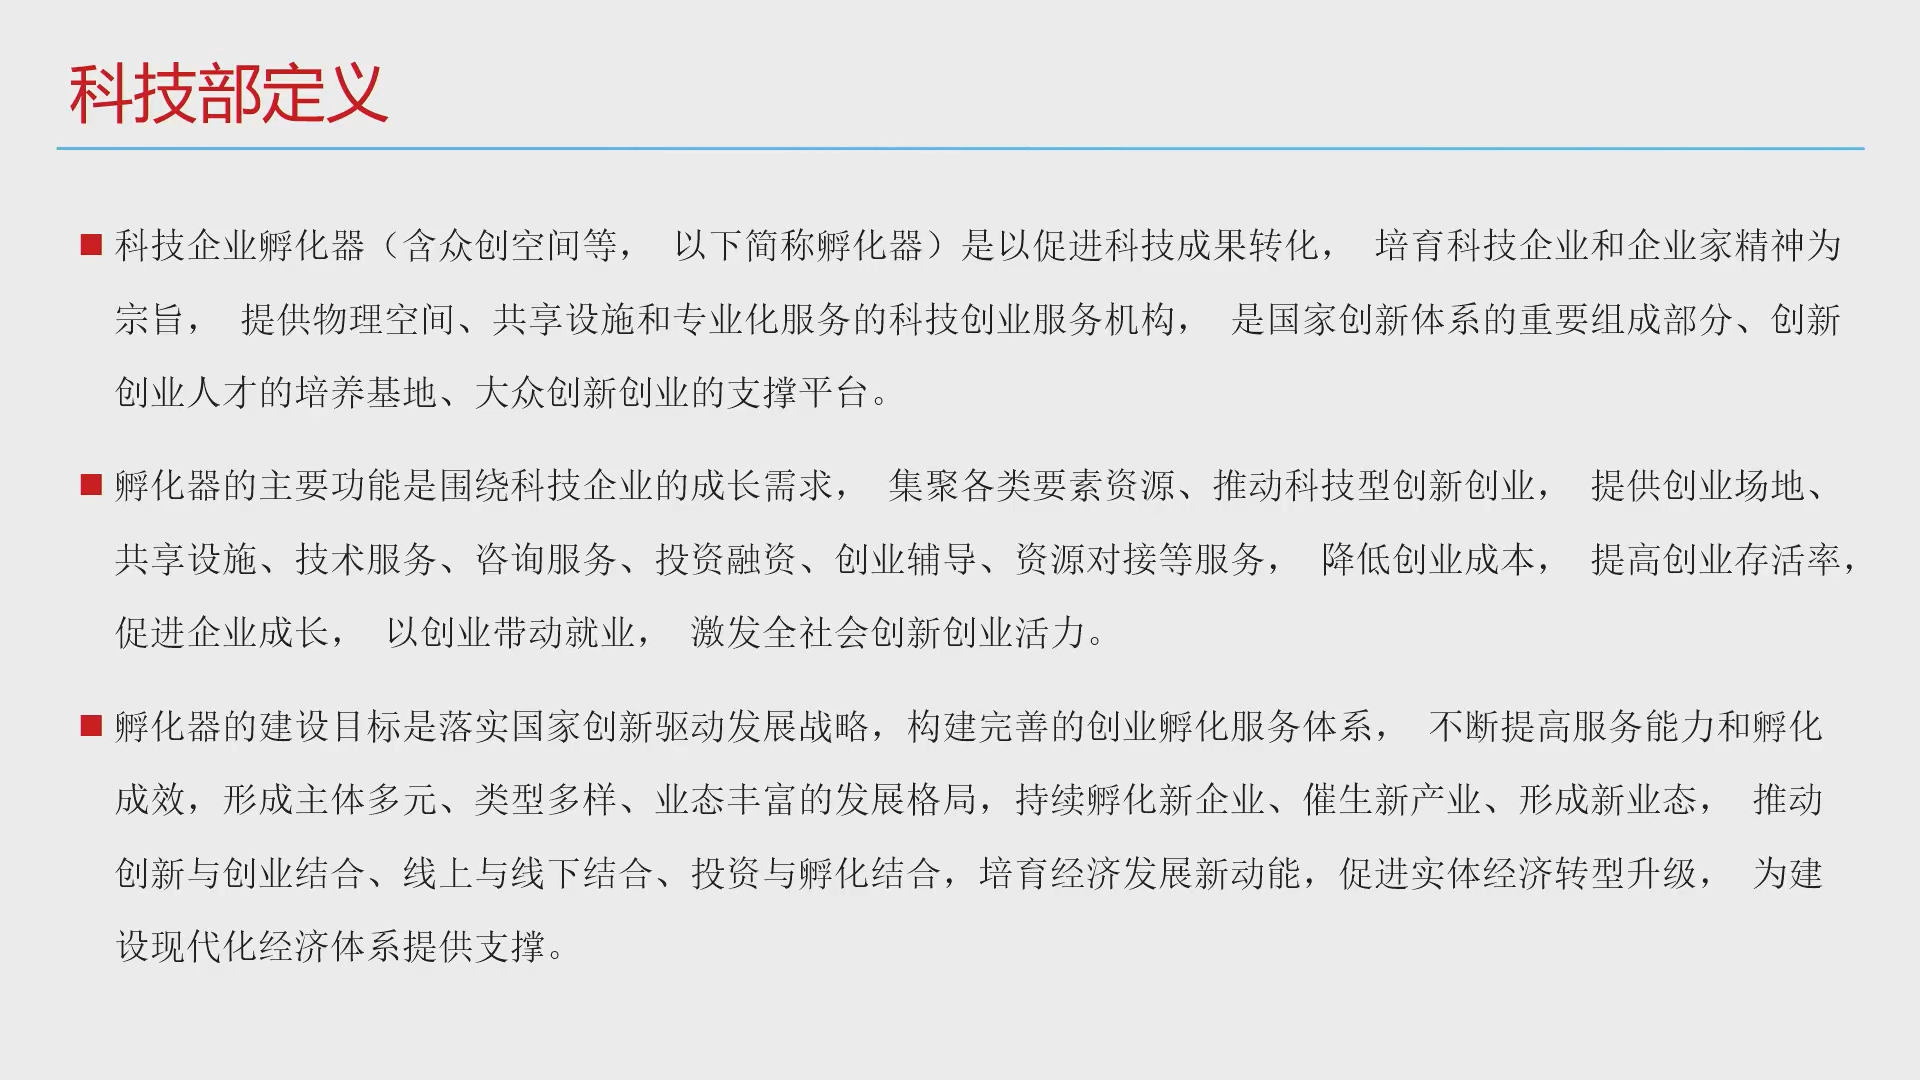 科技部定义
科技企业孵化器（含众创空间等， 以下简称孵化器）是以促进科技成果转化， 培育科技企业和企业家精神为
宗旨， 提供物理空间、共享设施和专业化服务的科技创业服务机构， 是国家创新体系的重要组成部分、创新
创业人才的培养基地、大众创新创业的支撑平台。
孵化器的主要功能是围绕科技企业的成长需求， 集聚各类要素资源、推动科技型创新创业， 提供创业场地、
共享设施、技术服务、咨询服务、投资融资、创业辅导、资源对接等服务， 降低创业成本， 提高创业存活率，
促进企业成长， 以创业带动就业， 激发全社会创新创业活力。
孵化器的建设目标是落实国家创新驱动发展战略，构建完善的创业孵化服务体系， 不断提高服务能力和孵化
成效，形成主体多元、类型多样、业态丰富的发展格局，持续孵化新企业、催生新产业、形成新业态， 推动
创新与创业结合、线上与线下结合、投资与孵化结合，培育经济发展新动能，促进实体经济转型升级， 为建
设现代化经济体系提供支撑。